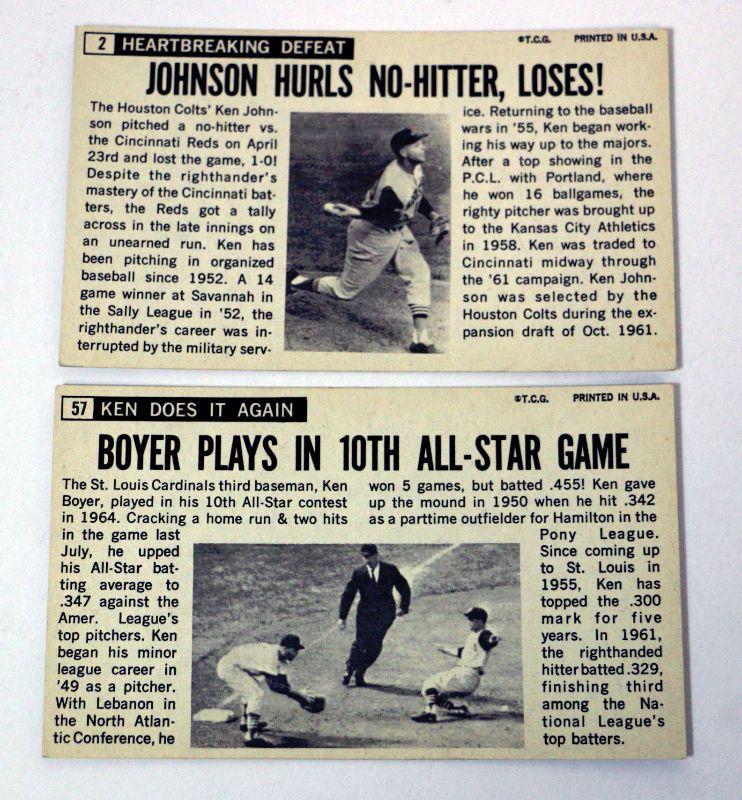 2 HEARTBREAKING DEFEAT
©T.C.G. PRINTED IN U.S.A.
JOHNSON HURLS NO-HITTER, LOSES!
The Houston Colts' Ken John-
son pitched a no-hitter vs.
the Cincinnati Reds on April
23rd and lost the game, 1-0!
Despite the righthander's
mastery of the Cincinnati bat-
ters, the Reds got a tally
across in the late innings on
an unearned run. Ken has
been pitching in organized
baseball since 1952. A 14
game winner at Savannah in
the Sally League in '52, the
righthander's career was in-
terrupted by the military serv-
ice. Returning to the baseball
wars in '55, Ken began work-
ing his way up to the majors.
After a top showing in the
P.C.L. with Portland, where
he won 16 ballgames, the
righty pitcher was brought up
to the Kansas City Athletics
in 1958. Ken was traded to
Cincinnati midway through
the '61 campaign. Ken John-
son was selected by the
Houston Colts during the ex-
pansion draft of Oct. 1961.
57 KEN DOES IT AGAIN
©T.C.G. PRINTED IN U.S.A.
BOYER PLAYS IN 10TH ALL-STAR GAME
The St. Louis Cardinals third baseman, Ken
Boyer, played in his 10th All-Star contest
in 1964. Cracking a home run & two hits
in the game last
July, he upped
his All-Star bat-
ting average to
.347 against the
Amer. League's
top pitchers. Ken
began his minor
league career in
'49 as a pitcher.
With Lebanon in
the North Atlan-
tic Conference, he
won 5 games, but batted .455! Ken gave
up the mound in 1950 when he hit .342
as a parttime outfielder for Hamilton in the
Pony League.
Since coming up
to St. Louis in
1955, Ken has
topped the .300
mark for five
years. In 1961,
the righthanded
hitter batted .329,
finishing third
among the Na-
tional League's
top batters.